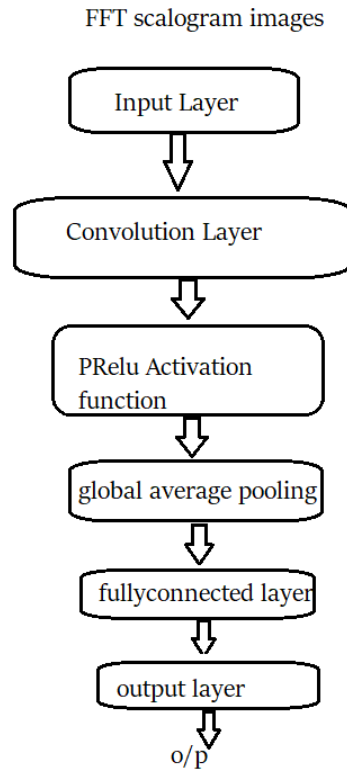 FFT scalogram images
Input Layer
Convolution Layer
PRelu Activation
function
global average pooling
fullyconnected layer
output layer
o/p